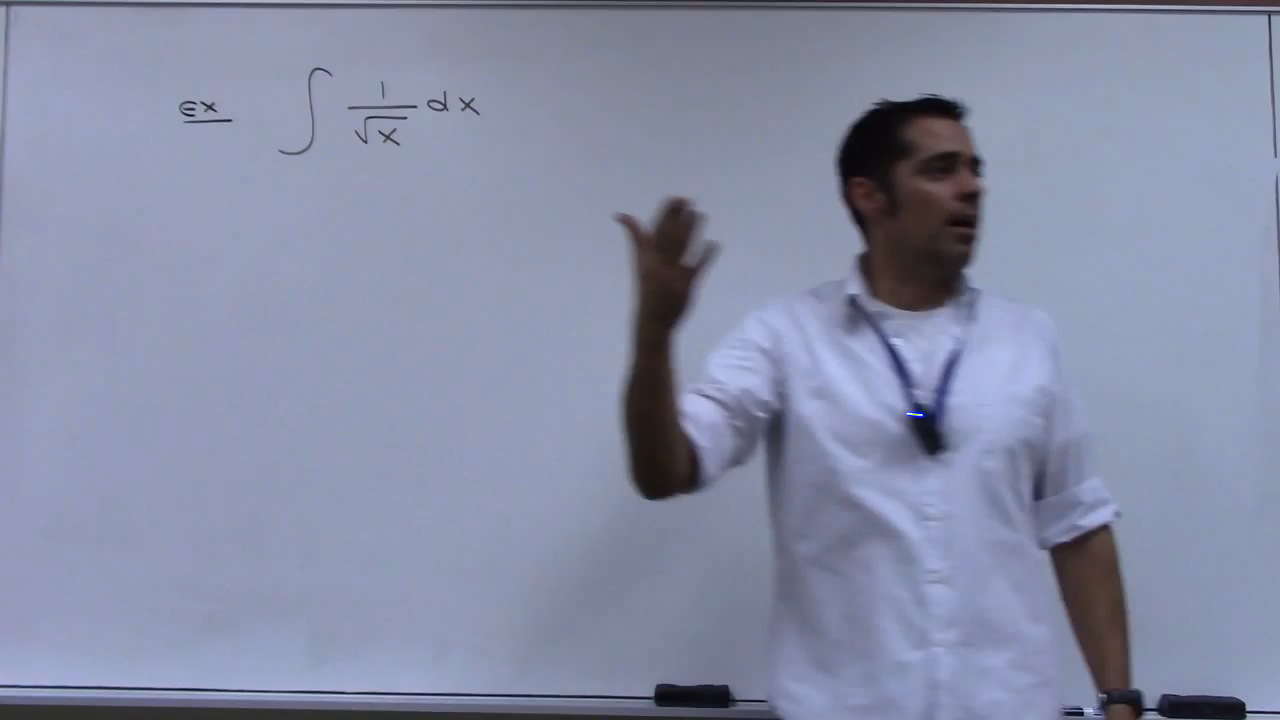 ex ∫ 1/√x dx